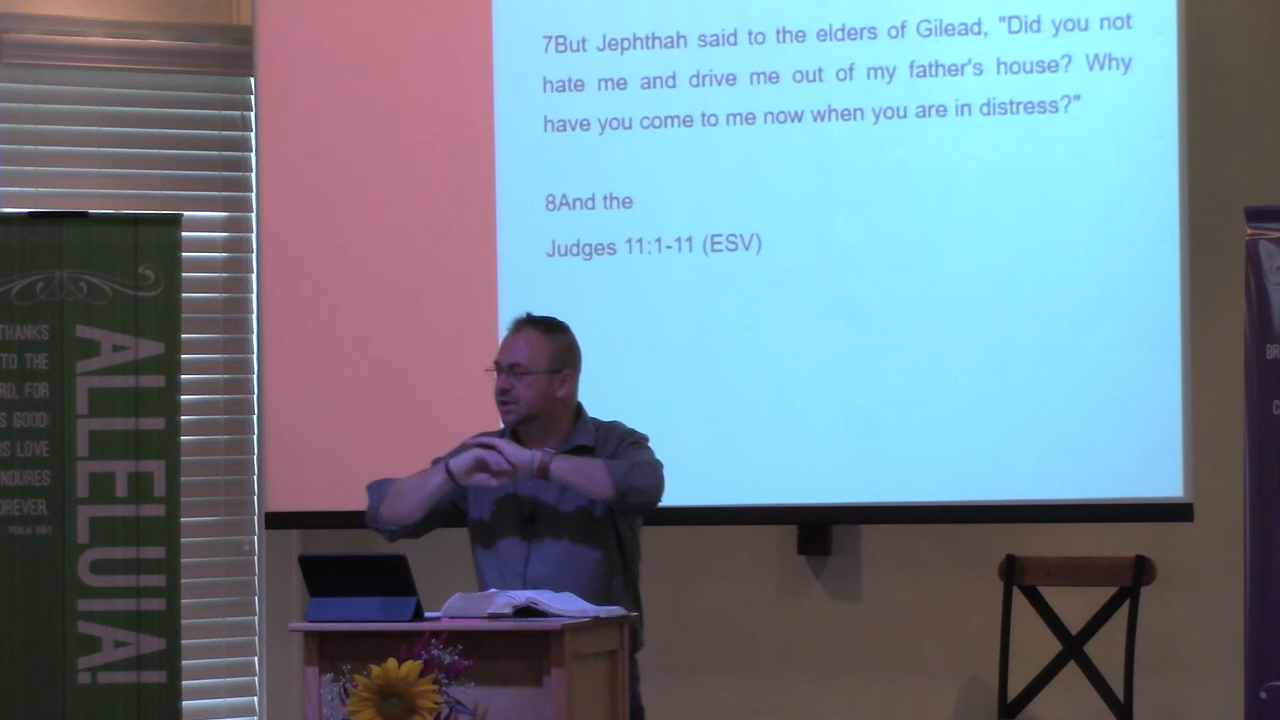 7But Jephthah said to the elders of Gilead, "Did you not
hate me and drive me out of my father's house? Why
have you come to me now when you are in distress?"
8And the
Judges 11:1-11 (ESV)
THANKS
TO THE
FOR
GOOD:
LOVE
ALLELUIA!